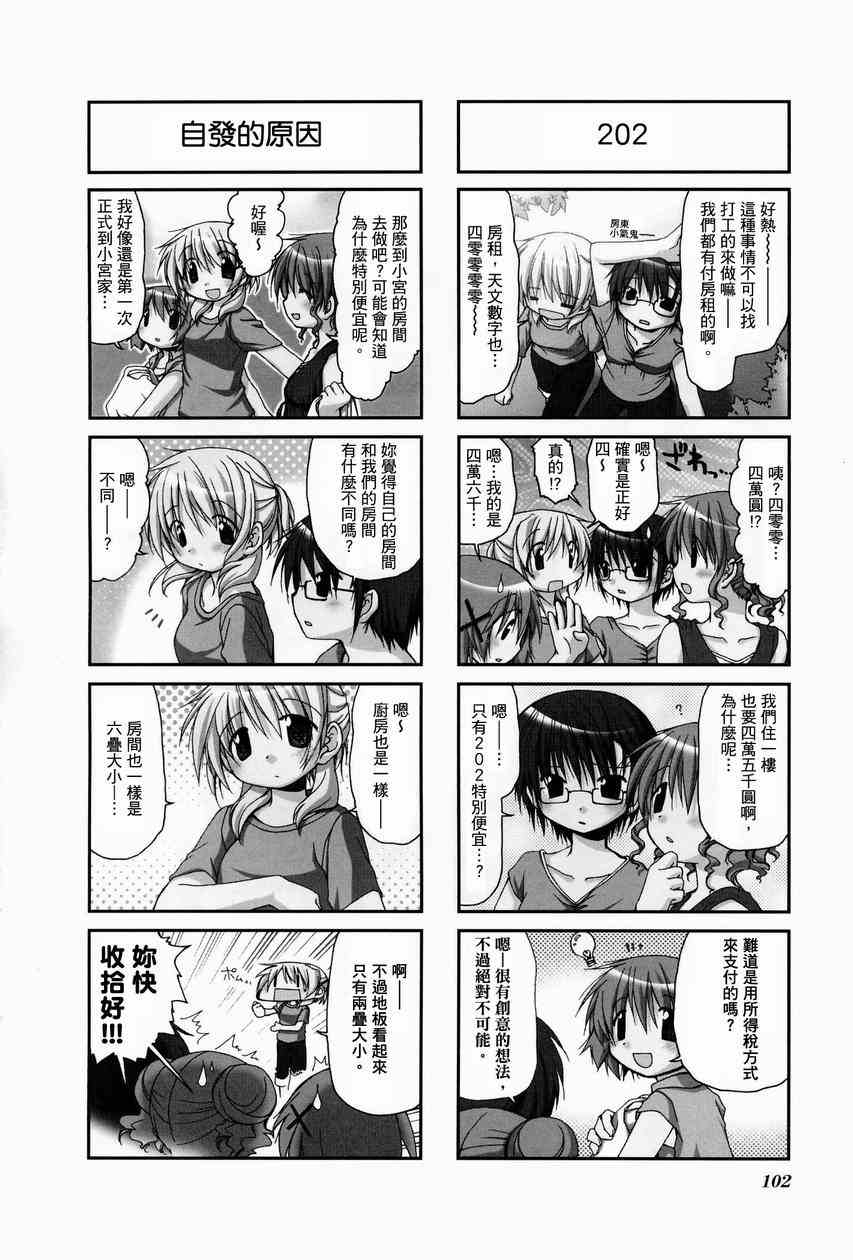 202
好熱~~——
這種事情不可以找
打工的來做嘛——
我們都有付房租的啊。
房東
小氣鬼——
房租，天文數字也…
四零零零零~~
咦？四零零…
四萬圓!?
ざわっ…
嗯~
確實是正好
四~
真的!?
嗯…我的是
四萬六千…
我們住一樓
也要四萬五千圓啊，
為什麼呢…
?
嗯——…
只有202特別便宜…？
難道是用所得稅方式
來支付的嗎？
嗯—很有創意的想法，
不過絕對不可能。
自發的原因
那麼到小宮的房間
去做吧？可能會知道
為什麼特別便宜呢。
好喔~
我好像還是第一次
正式到小宮家…
妳覺得自己的房間
和我們的房間
有什麼不同嗎？
嗯——
不同——？
嗯~
廚房也是一樣——
房間也一樣是
六疊大小—…
啊——
不過地板看起來
只有兩疊大小。
ポム…
妳快
收拾好!!!
102